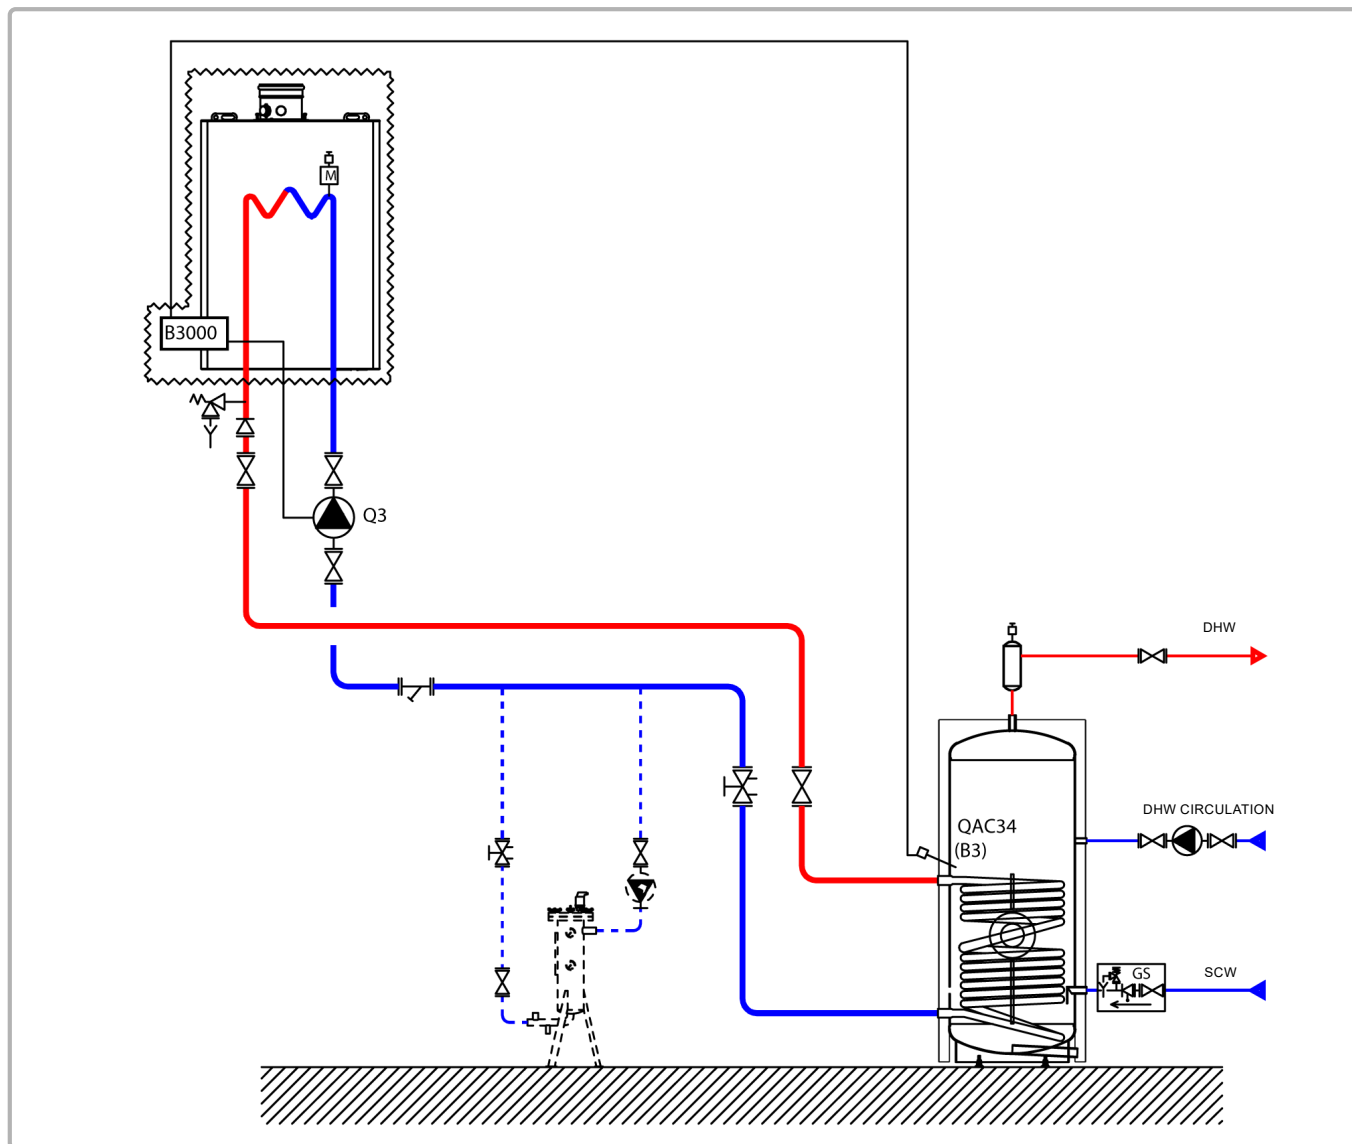 M
B3000
Q3
DHW
DHW CIRCULATION
QAC34
(B3)
GS
SCW